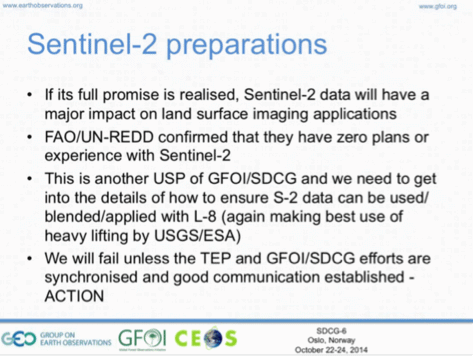 www.earthobservations.org
www.gfoi.org
Sentinel-2 preparations
• If its full promise is realised, Sentinel-2 data will have a
major impact on land surface imaging applications
• FAO/UN-REDD confirmed that they have zero plans or
experience with Sentinel-2
• This is another USP of GFOI/SDCG and we need to get
into the details of how to ensure S-2 data can be used/
blended/applied with L-8 (again making best use of
heavy lifting by USGS/ESA)
• We will fail unless the TEP and GFOI/SDCG efforts are
synchronised and good communication established -
ACTION
GEO GROUP ON
EARTH OBSERVATIONS
GFOI
CEOS
SDCG-6
Oslo, Norway
October 22-24, 2014